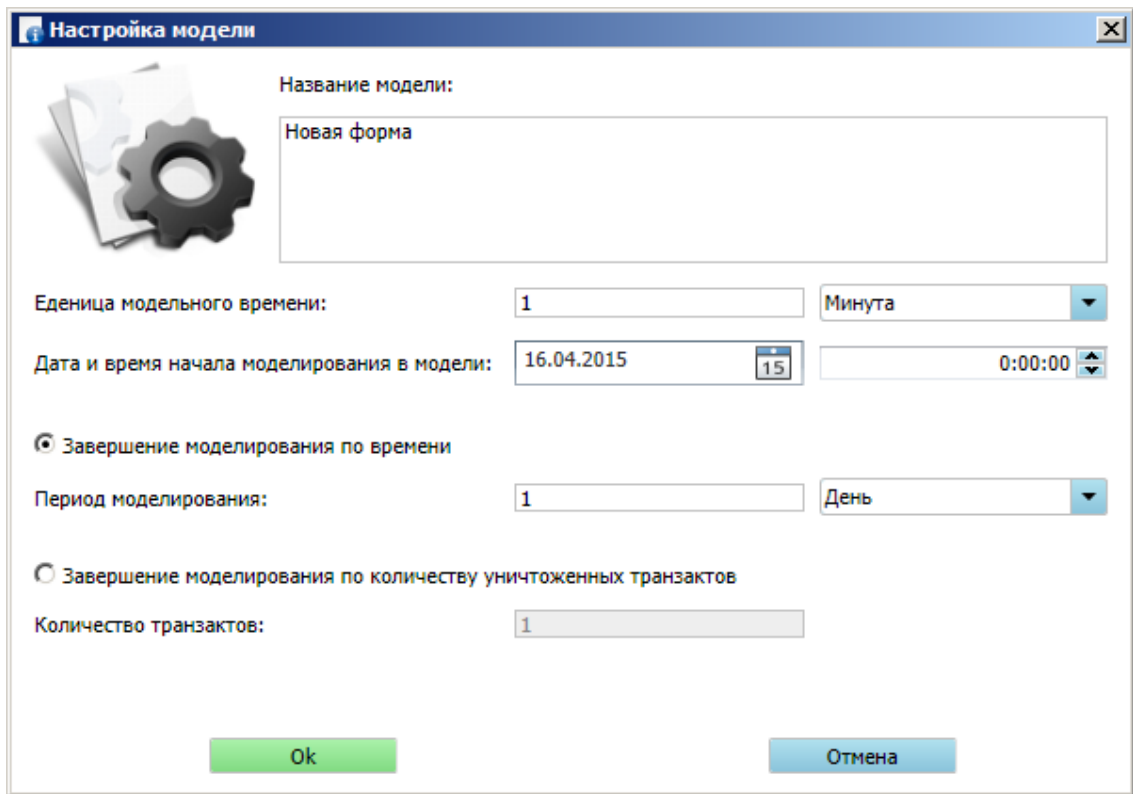 Настройка модели
Название модели:
Новая форма
Еденица модельного времени: 1 Минута
Дата и время начала моделирования в модели: 16.04.2015 15 0:00:00
Завершение моделирования по времени
Период моделирования: 1 День
Завершение моделирования по количеству уничтоженных транзактов
Количество транзактов: 1
Ok Отмена